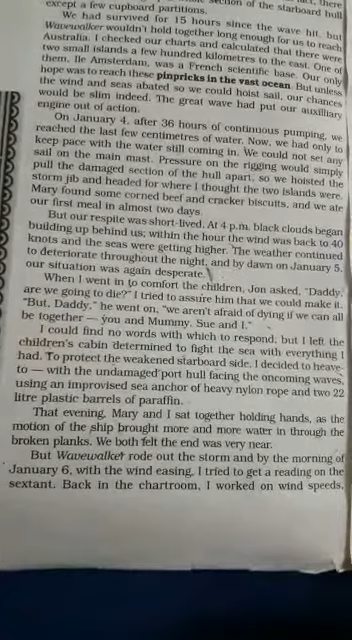 section of the starboard hull
except a few cupboard partitions.
We had survived for 15 hours since the wave hit, but
Wavewalker wouldn't hold together long enough for us to reach
Australia. I checked our charts and calculated that there were
two small islands a few hundred kilometres to the east. One of
them, Ile Amsterdam, was a French scientific base. Our only
hope was to reach these pinpricks in the vast ocean. But unless
the wind and seas abated so we could hoist sail, our chances
would be slim indeed. The great wave had put our auxilliary
engine out of action.
On January 4, after 36 hours of continuous pumping, we
reached the last few centimetres of water. Now, we had only to
keep pace with the water still coming in. We could not set any
sail on the main mast. Pressure on the rigging would simply
pull the damaged section of the hull apart, so we hoisted the
storm jib and headed for where I thought the two islands were.
Mary found some corned beef and cracker biscuits, and we ate
our first meal in almost two days.
But our respite was short-lived. At 4 p.m. black clouds began
building up behind us; within the hour the wind was back to 40
knots and the seas were getting higher. The weather continued
to deteriorate throughout the night, and by dawn on January 5,
our situation was again desperate.
When I went in to comfort the children, Jon asked, "Daddy,
are we going to die?" I tried to assure him that we could make it.
"But, Daddy," he went on, "we aren't afraid of dying if we can all
be together — you and Mummy, Sue and I."
I could find no words with which to respond, but I left the
children's cabin determined to fight the sea with everything I
had. To protect the weakened starboard side, I decided to heave-
to — with the undamaged port hull facing the oncoming waves,
using an improvised sea anchor of heavy nylon rope and two 22
litre plastic barrels of paraffin.
That evening, Mary and I sat together holding hands, as the
motion of the ship brought more and more water in through the
broken planks. We both felt the end was very near.
But Wavewalker rode out the storm and by the morning of
January 6, with the wind easing, I tried to get a reading on the
sextant. Back in the chartroom, I worked on wind speeds,